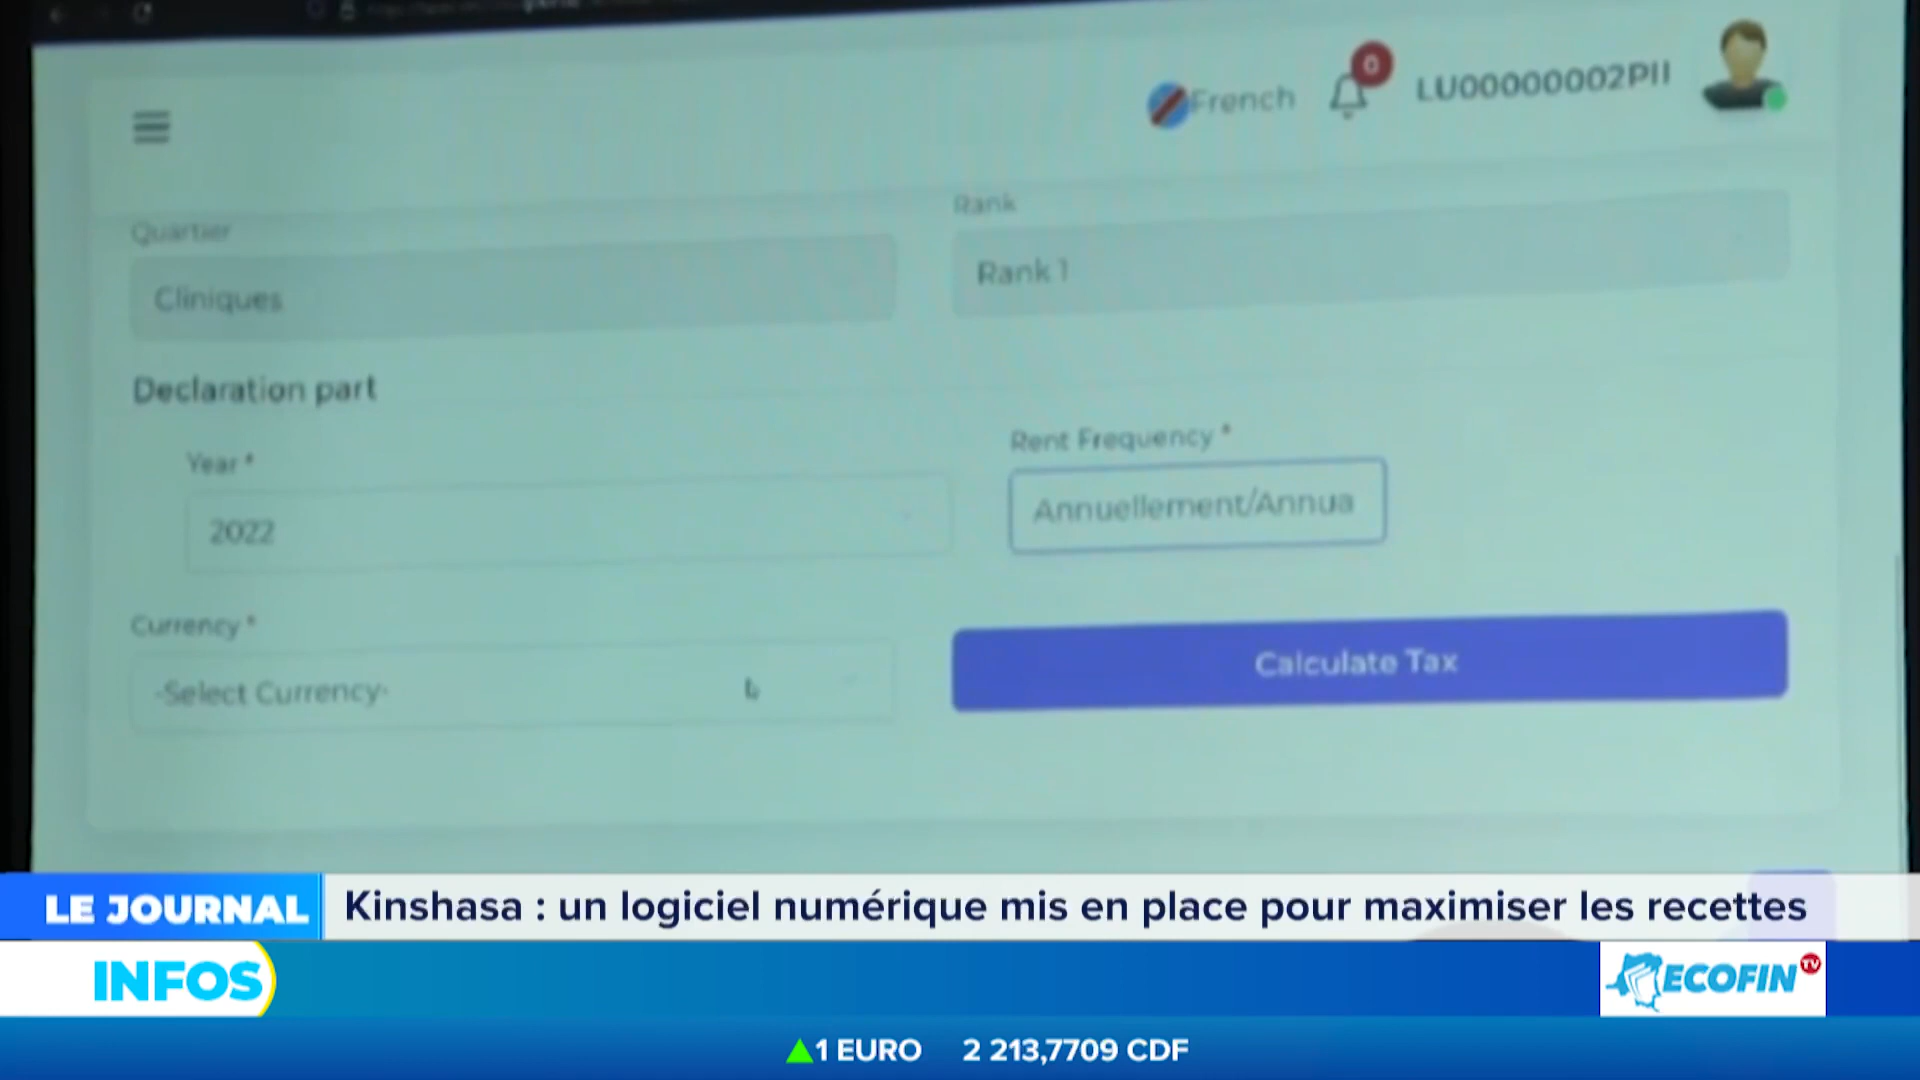 French
0
LU00000002PII
Quartier
Rank
Cliniques
Rank 1
Declaration part
Year *
Rent Frequency *
2022
Annuellement/Annua
Currency *
-Select Currency-
Calculate Tax
LE JOURNAL
Kinshasa : un logiciel numérique mis en place pour maximiser les recettes
INFOS
ECOFIN TV
1 EURO 2 213,7709 CDF